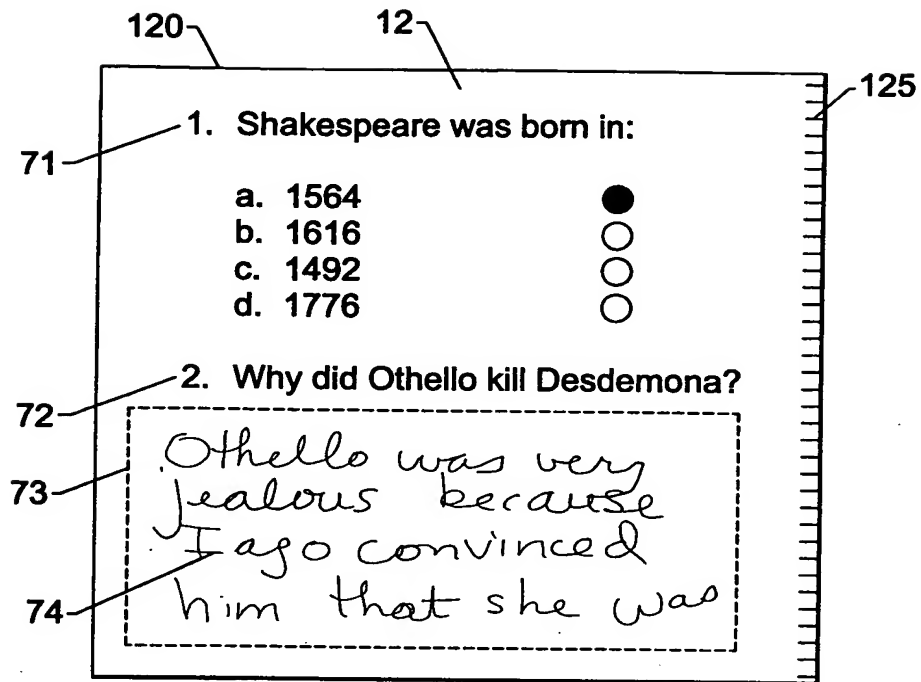 120 12
125
1. Shakespeare was born in:
71
a. 1564
b. 1616
c. 1492
d. 1776
2. Why did Othello kill Desdemona?
72
Othello was very
73 jealous because
Iago convinced
74 him that she was